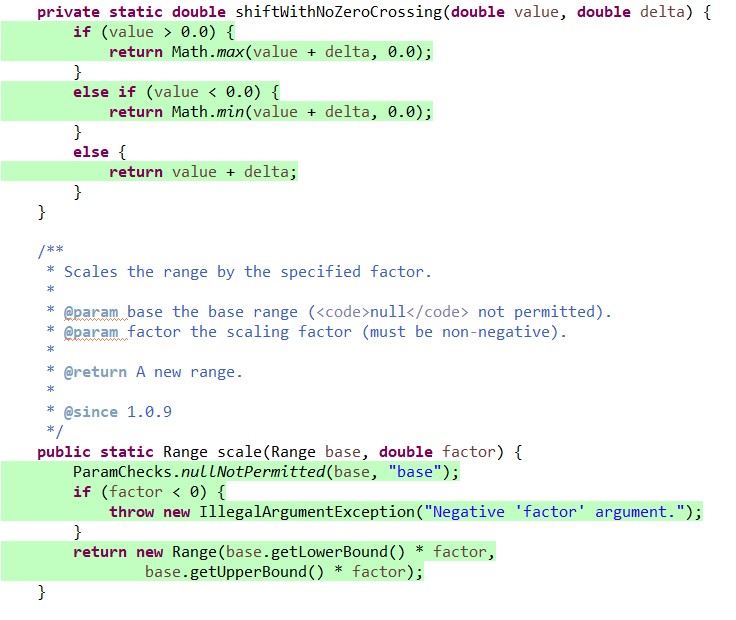 private static double shiftWithNoZeroCrossing(double value, double delta) {
    if (value > 0.0) {
        return Math.max(value + delta, 0.0);
    }
    else if (value < 0.0) {
        return Math.min(value + delta, 0.0);
    }
    else {
        return value + delta;
    }
}

/**
 * Scales the range by the specified factor.
 *
 * @param base the base range (<code>null</code> not permitted).
 * @param factor the scaling factor (must be non-negative).
 *
 * @return A new range.
 *
 * @since 1.0.9
 */
public static Range scale(Range base, double factor) {
    ParamChecks.nullNotPermitted(base, "base");
    if (factor < 0) {
        throw new IllegalArgumentException("Negative 'factor' argument.");
    }
    return new Range(base.getLowerBound() * factor,
            base.getUpperBound() * factor);
}